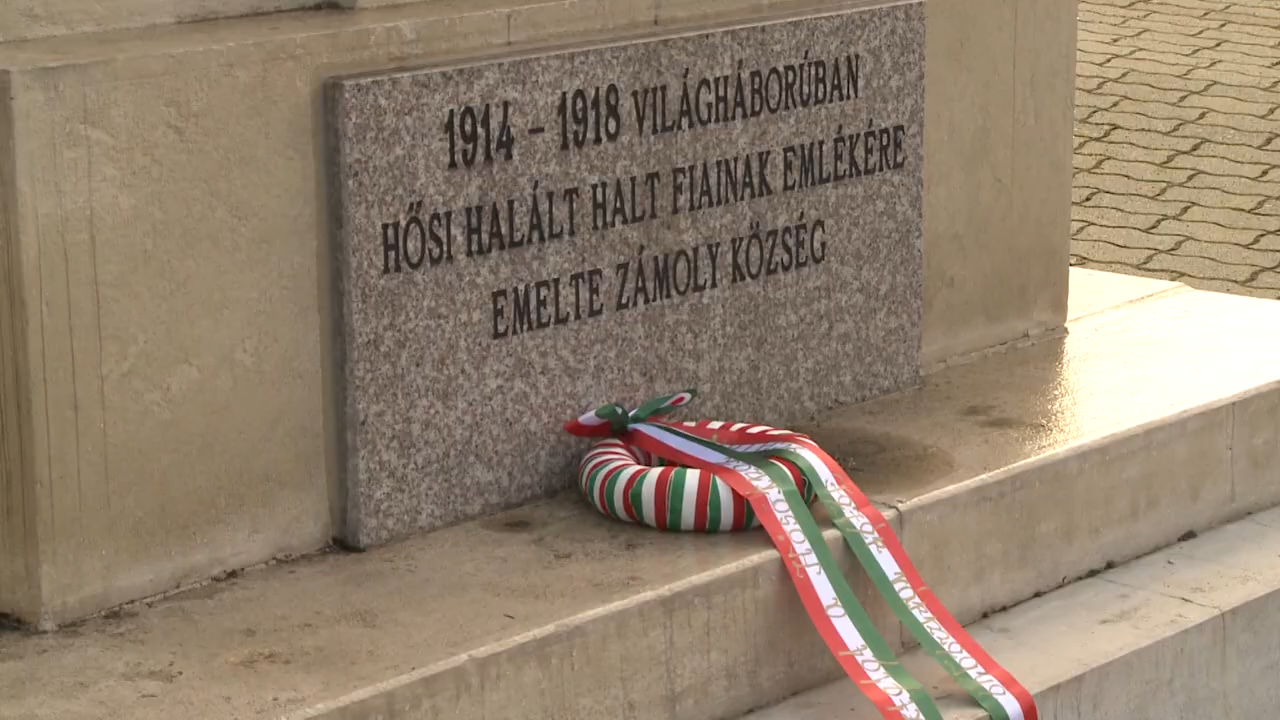 1914 – 1918 VILÁGHÁBORÚBAN
HŐSI HALÁLT HALT FIAINAK EMLÉKÉRE
EMELTE ZÁMOLY KÖZSÉG